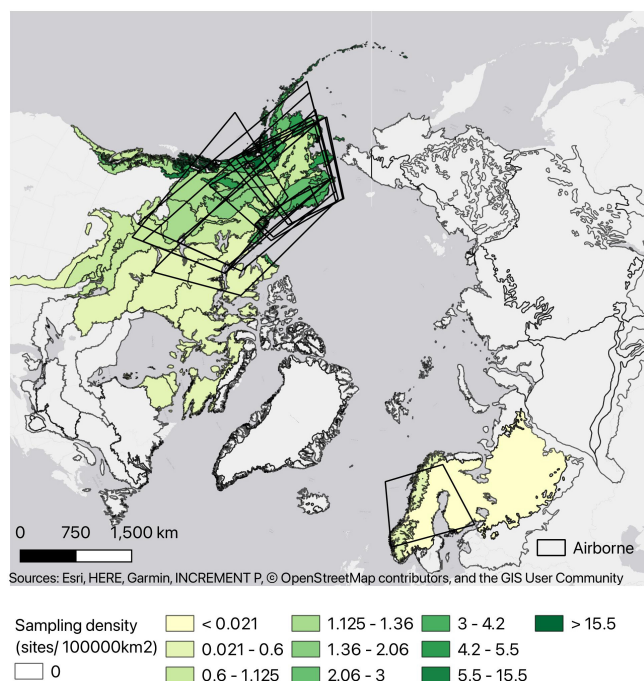 0 750 1,500 km
Airborne
Sources: Esri, HERE, Garmin, INCREMENT P, © OpenStreetMap contributors, and the GIS User Community
Sampling density
(sites/ 100000km2)
0
< 0.021
0.021 - 0.6
0.6 - 1.125
1.125 - 1.36
1.36 - 2.06
2.06 - 3
3 - 4.2
4.2 - 5.5
5.5 - 15.5
> 15.5